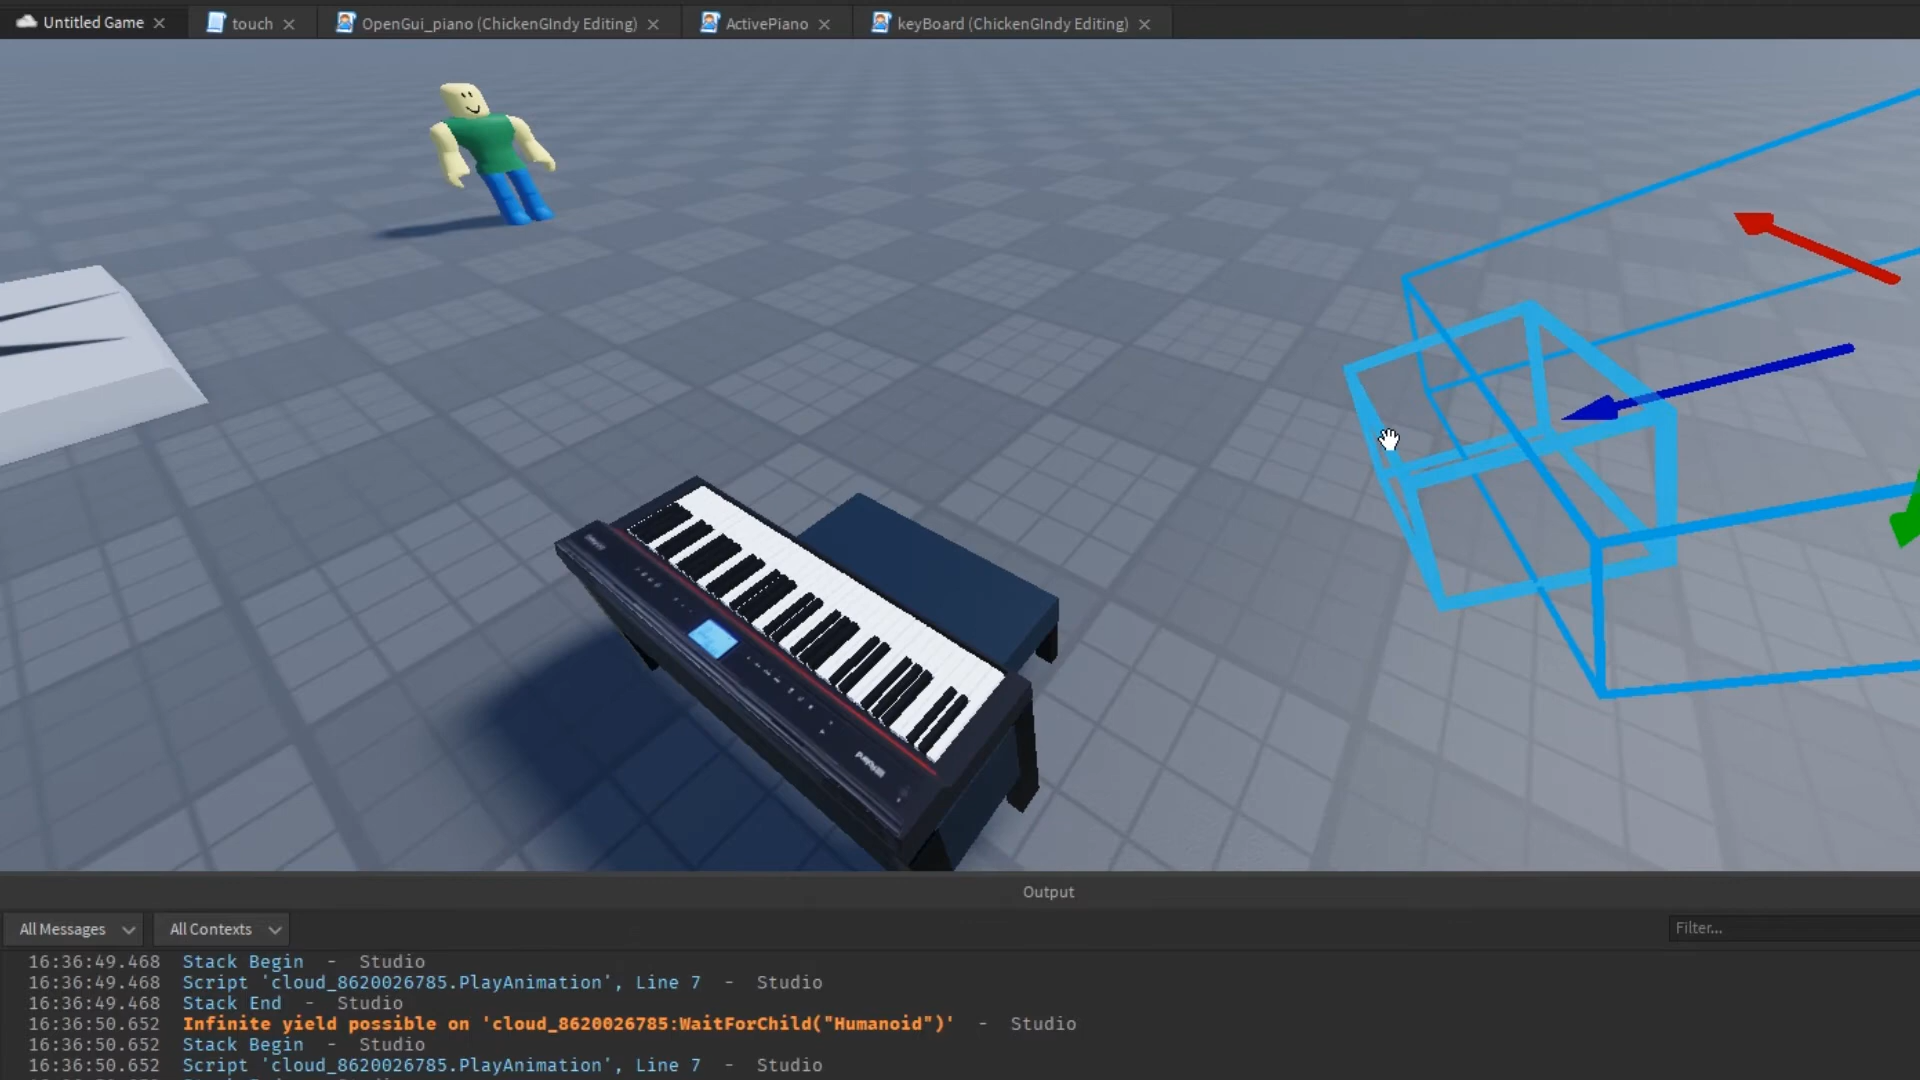 Untitled Game
touch
OpenGui_piano (ChickenGIndy Editing)
ActivePiano
keyBoard (ChickenGIndy Editing)
Output
All Messages
All Contexts
Filter...
16:36:49.468 Stack Begin - Studio
16:36:49.468 Script 'cloud_8620026785.PlayAnimation', Line 7 - Studio
16:36:49.468 Stack End - Studio
16:36:50.652 Infinite yield possible on 'cloud_8620026785:WaitForChild("Humanoid")' - Studio
16:36:50.652 Stack Begin - Studio
16:36:50.652 Script 'cloud_8620026785.PlayAnimation', Line 7 - Studio